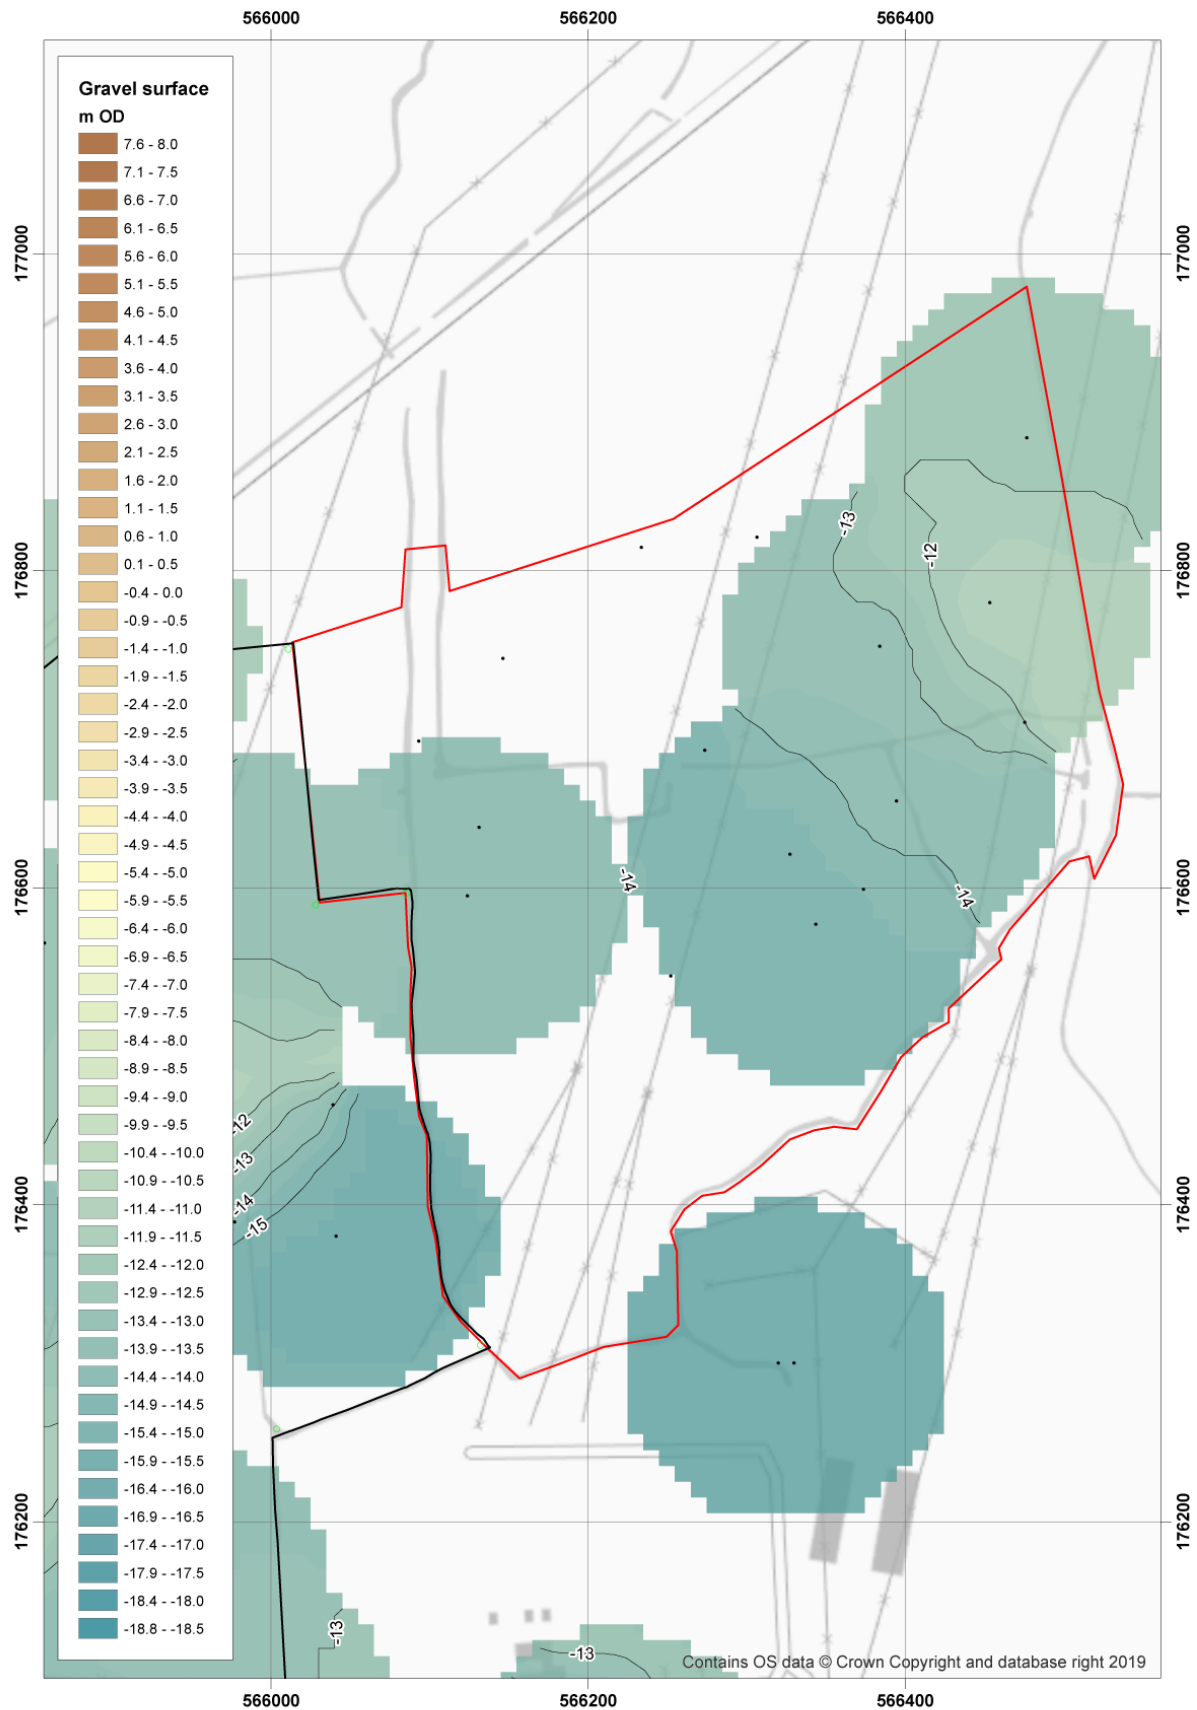 566000
566200
566400
Gravel surface
m OD
7.6 - 8.0
7.1 - 7.5
6.6 - 7.0
6.1 - 6.5
5.6 - 6.0
5.1 - 5.5
4.6 - 5.0
4.1 - 4.5
3.6 - 4.0
3.1 - 3.5
2.6 - 3.0
2.1 - 2.5
1.6 - 2.0
1.1 - 1.5
0.6 - 1.0
0.1 - 0.5
-0.4 - 0.0
-0.9 - -0.5
-1.4 - -1.0
-1.9 - -1.5
-2.4 - -2.0
-2.9 - -2.5
-3.4 - -3.0
-3.9 - -3.5
-4.4 - -4.0
-4.9 - -4.5
-5.4 - -5.0
-5.9 - -5.5
-6.4 - -6.0
-6.9 - -6.5
-7.4 - -7.0
-7.9 - -7.5
-8.4 - -8.0
-8.9 - -8.5
-9.4 - -9.0
-9.9 - -9.5
-10.4 - -10.0
-10.9 - -10.5
-11.4 - -11.0
-11.9 - -11.5
-12.4 - -12.0
-12.9 - -12.5
-13.4 - -13.0
-13.9 - -13.5
-14.4 - -14.0
-14.9 - -14.5
-15.4 - -15.0
-15.9 - -15.5
-16.4 - -16.0
-16.9 - -16.5
-17.4 - -17.0
-17.9 - -17.5
-18.4 - -18.0
-18.8 - -18.5
177000
177000
-13
-12
176800
176800
-14
-14
176600
176600
-12
-13
-14
-15
176400
176400
176200
176200
-13
-13
Contains OS data © Crown Copyright and database right 2019
566000
566200
566400